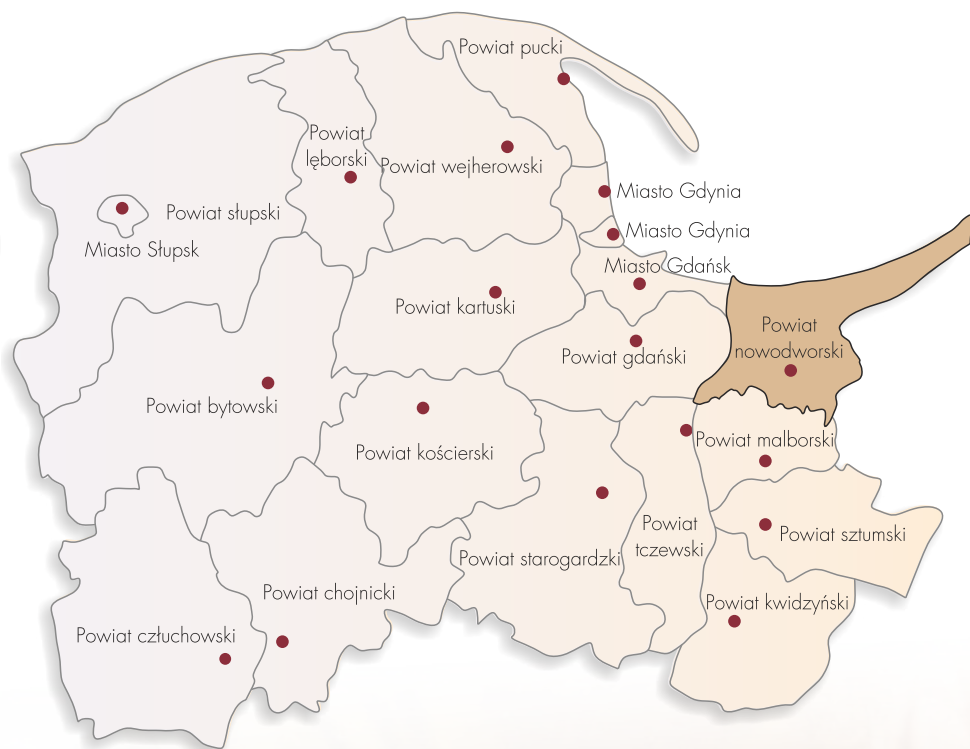 Powiat pucki
Powiat
lęborski
Powiat wejherowski
Miasto Gdynia
Powiat słupski
Miasto Gdynia
Miasto Słupsk
Miasto Gdańsk
Powiat kartuski
Powiat
nowodworski
Powiat gdański
Powiat bytowski
Powiat malborski
Powiat kościerski
Powiat
tczewski
Powiat sztumski
Powiat starogardzki
Powiat chojnicki
Powiat kwidzyński
Powiat człuchowski